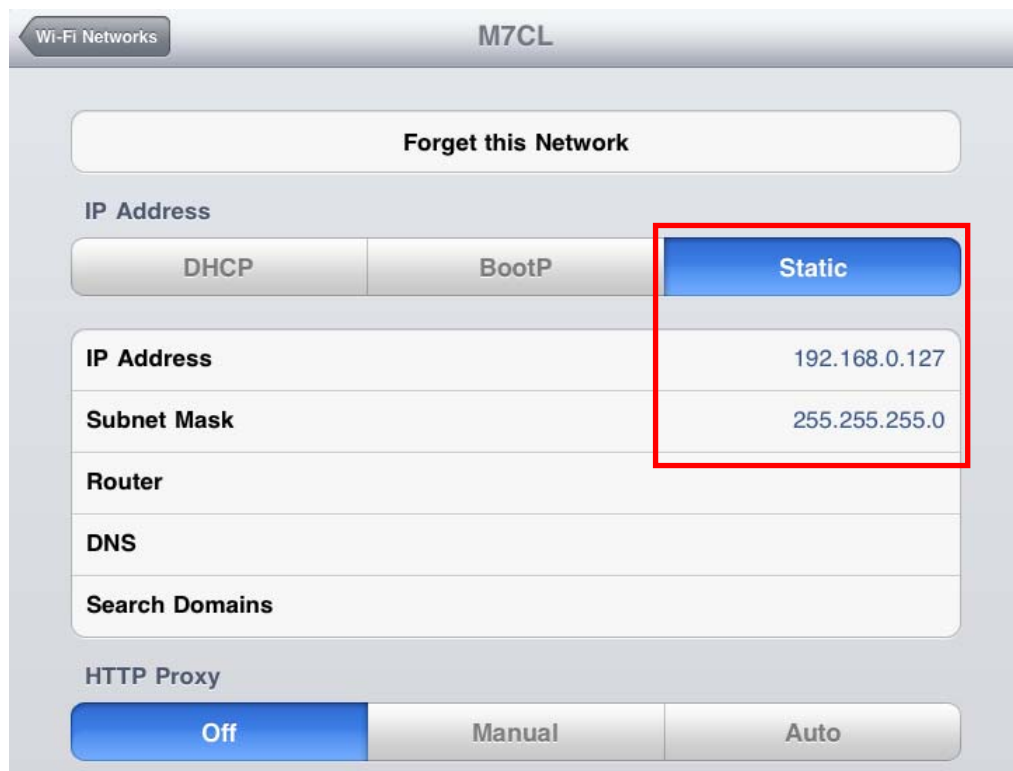 Wi-Fi Networks M7CL
Forget this Network
IP Address
DHCP BootP Static
IP Address 192.168.0.127
Subnet Mask 255.255.255.0
Router
DNS
Search Domains
HTTP Proxy
Off Manual Auto